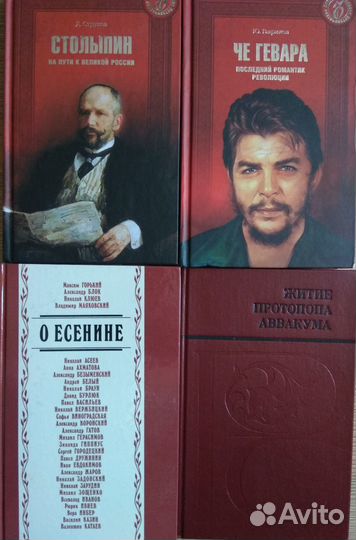 Д. Струков
СТОЛЫПИН
НА ПУТИ К ВЕЛИКОЙ РОССИИ
Ю. Гавриков
ЧЕ ГЕВАРА
ПОСЛЕДНИЙ РОМАНТИК
РЕВОЛЮЦИИ
Максим ГОРЬКИЙ
Александр БЛОК
Николай КЛЮЕВ
Владимир МАЯКОВСКИЙ
О ЕСЕНИНЕ
Николай АСЕЕВ
Анна АХМАТОВА
Александр БЕЗЫМЕНСКИЙ
Андрей БЕЛЫЙ
Николай БРАУН
Давид БУРЛЮК
Павел ВАСИЛЬЕВ
Николай ВЕРЖБИЦКИЙ
Софья ВИНОГРАДСКАЯ
Александр ВОРОНСКИЙ
Александр ГАТОВ
Михаил ГЕРАСИМОВ
Зинаида ГИППИУС
Сергей ГОРОДЕЦКИЙ
Павел ДРУЖИНИН
Иван ЕВДОКИМОВ
Александр ЖАРОВ
Николай ЗАДОНСКИЙ
Николай ЗАРУДИН
Михаил ЗОЩЕНКО
Всеволод ИВАНОВ
Рюрик ИВНЕВ
Вера ИНБЕР
Василий КАЗИН
Валентин КАТАЕВ
ЖИТИЕ
ПРОТОПОПА
АВВАКУМА
Avito